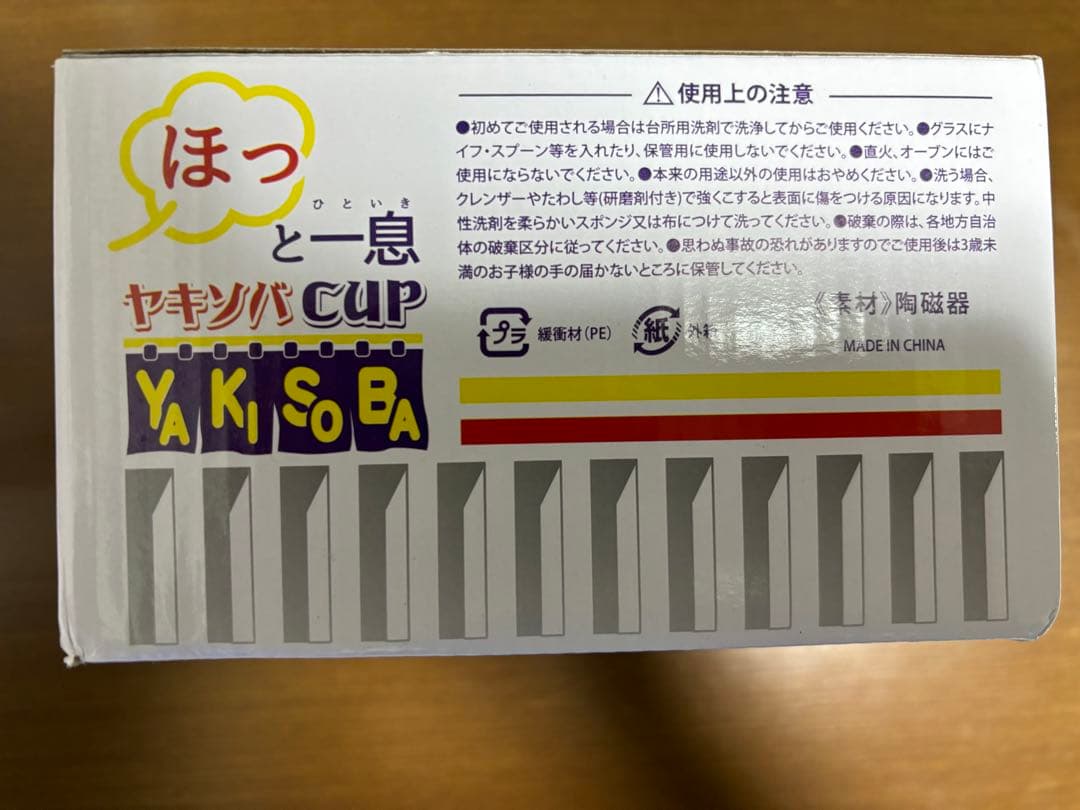 ほっ
ひといき
と一息
ヤキソバ CUP
YAKISOBA
⚠使用上の注意
●初めてご使用される場合は台所用洗剤で洗浄してからご使用ください。●グラスにナ
イフ・スプーン等を入れたり、保管用に使用しないでください。●直火、オーブンにはご
使用にならないでください。●本来の用途以外の使用はおやめください。●洗う場合、
クレンザーやたわし等(研磨剤付き)で強くこすると表面に傷をつける原因になります。中
性洗剤を柔らかいスポンジ又は布につけて洗ってください。●破棄の際は、各地方自治
体の破棄区分に従ってください。●思わぬ事故の恐れがありますのでご使用後は3歳未
満のお子様の手の届かないところに保管してください。
プラ 緩衝材(PE) 紙 外箱
《素材》陶磁器
MADE IN CHINA